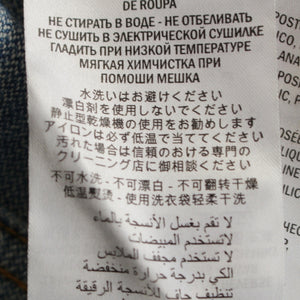 DE ROUPA
НЕ СТИРАТЬ В ВОДЕ - НЕ ОТБЕЛИВАТЬ
НЕ СУШИТЬ В ЭЛЕКТРИЧЕСКОЙ СУШИЛКЕ
ГЛАДИТЬ ПРИ НИЗКОЙ ТЕМПЕРАТУРЕ
МЯГКАЯ ХИМЧИСТКА ПРИ
ПОМОШИ МЕШКА
水洗いはお避けください
漂白剤を使用しないでください
静止型乾燥機の使用をお勧めします
アイロンは必ず低温で当ててください
汚れた場合は信頼のおける専門の
クリーニング店に御相談ください
不可水洗 - 不可漂白 - 不可翻转干燥
低温熨烫 - 使用洗衣袋轻柔干洗
لا تقم بغسل الأنسجة بالماء
لا تستخدم المبيضات
لا تستخدم مجفف الملابس
الكي بدرجة حرارة منخفضة
تنظيف جاف للأنسجة الرقيقة